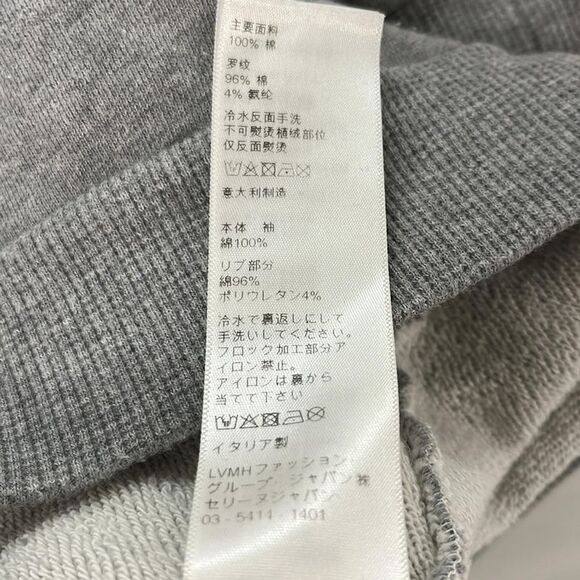 主要面料
100% 棉
罗纹
96% 棉
4% 氨纶
冷水反面手洗
不可熨烫植绒部位
仅反面熨烫
意大利制造
本体 袖
綿100%
リブ部分
綿96%
ポリウレタン4%
冷水で裏返しにして
手洗いしてください。
フロック加工部分ア
イロン禁止。
アイロンは裏から
当てて下さい
イタリア製
LVMHファッション
グループ・ジャパン㈱
セリーヌジャパン
03-5414-1401